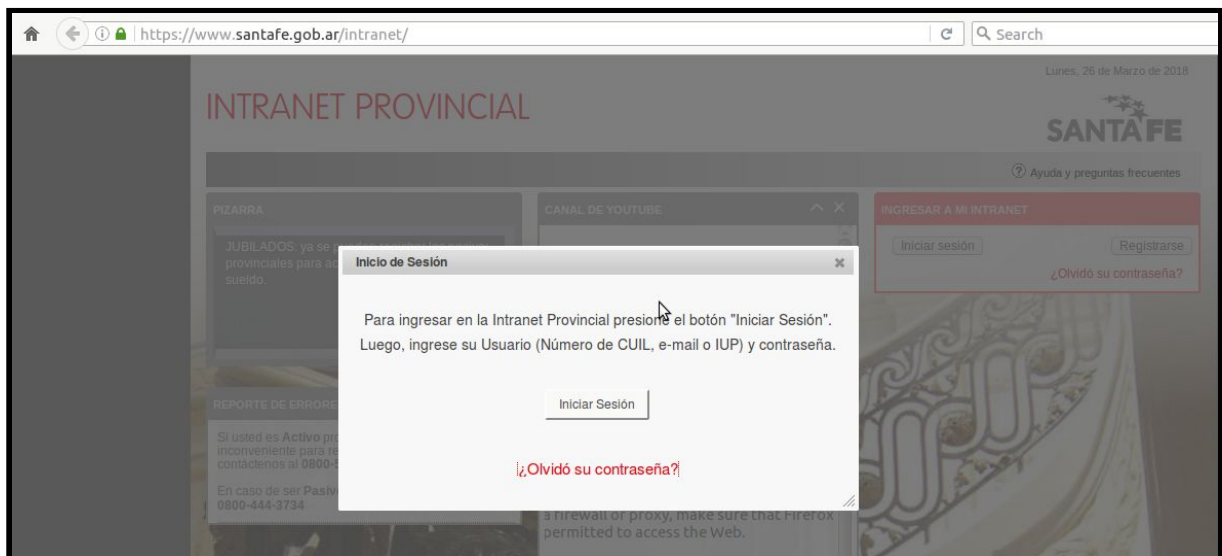 https://www.santafe.gob.ar/intranet/
Search
Lunes, 26 de Marzo de 2018
INTRANET PROVINCIAL
SANTA FE
Ayuda y preguntas frecuentes
PIZARRA
CANAL DE YOUTUBE
INGRESAR A MI INTRANET
JUBILADOS: ya se
provinciales para
sueldo.
Iniciar sesión
Registrarse
¿Olvidó su contraseña?
Inicio de Sesión
Para ingresar en la Intranet Provincial presione el botón "Iniciar Sesión".
Luego, ingrese su Usuario (Número de CUIL, e-mail o IUP) y contraseña.
Iniciar Sesión
¿Olvidó su contraseña?
REPORTE DE ERRORE
Si usted es Activo
inconveniente para
contáctenos al 0800-
En caso de ser
0800-444-3734
a firewall or proxy, make sure that Firefox
permitted to access the Web.